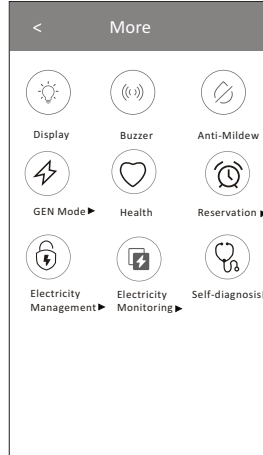 < More
Display Buzzer Anti-Mildew
GEN Mode▶ Health Reservation▶
Electricity Electricity Self-diagnosis
Management▶ Monitoring▶